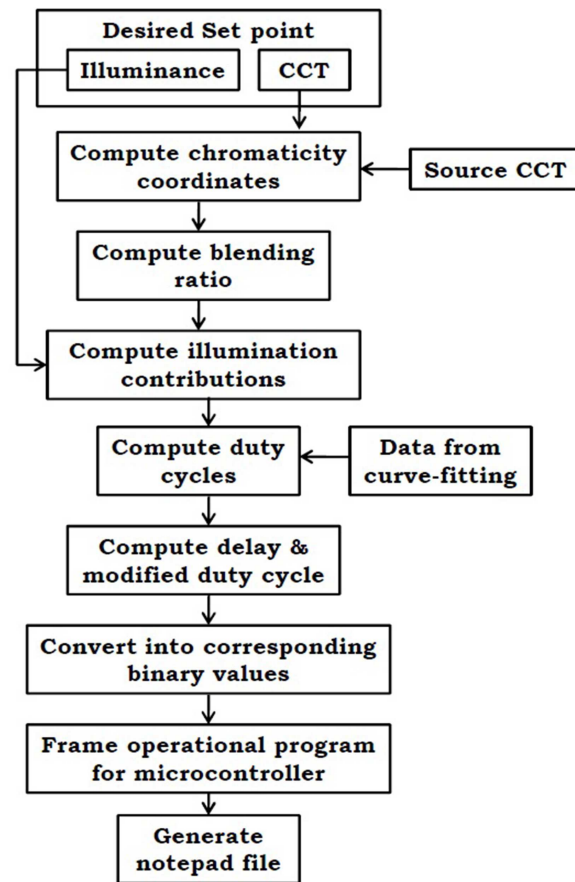 Desired Set point
Illuminance
CCT
Compute chromaticity
coordinates
Source CCT
Compute blending
ratio
Compute illumination
contributions
Compute duty
cycles
Data from
curve-fitting
Compute delay &
modified duty cycle
Convert into corresponding
binary values
Frame operational program
for microcontroller
Generate
notepad file